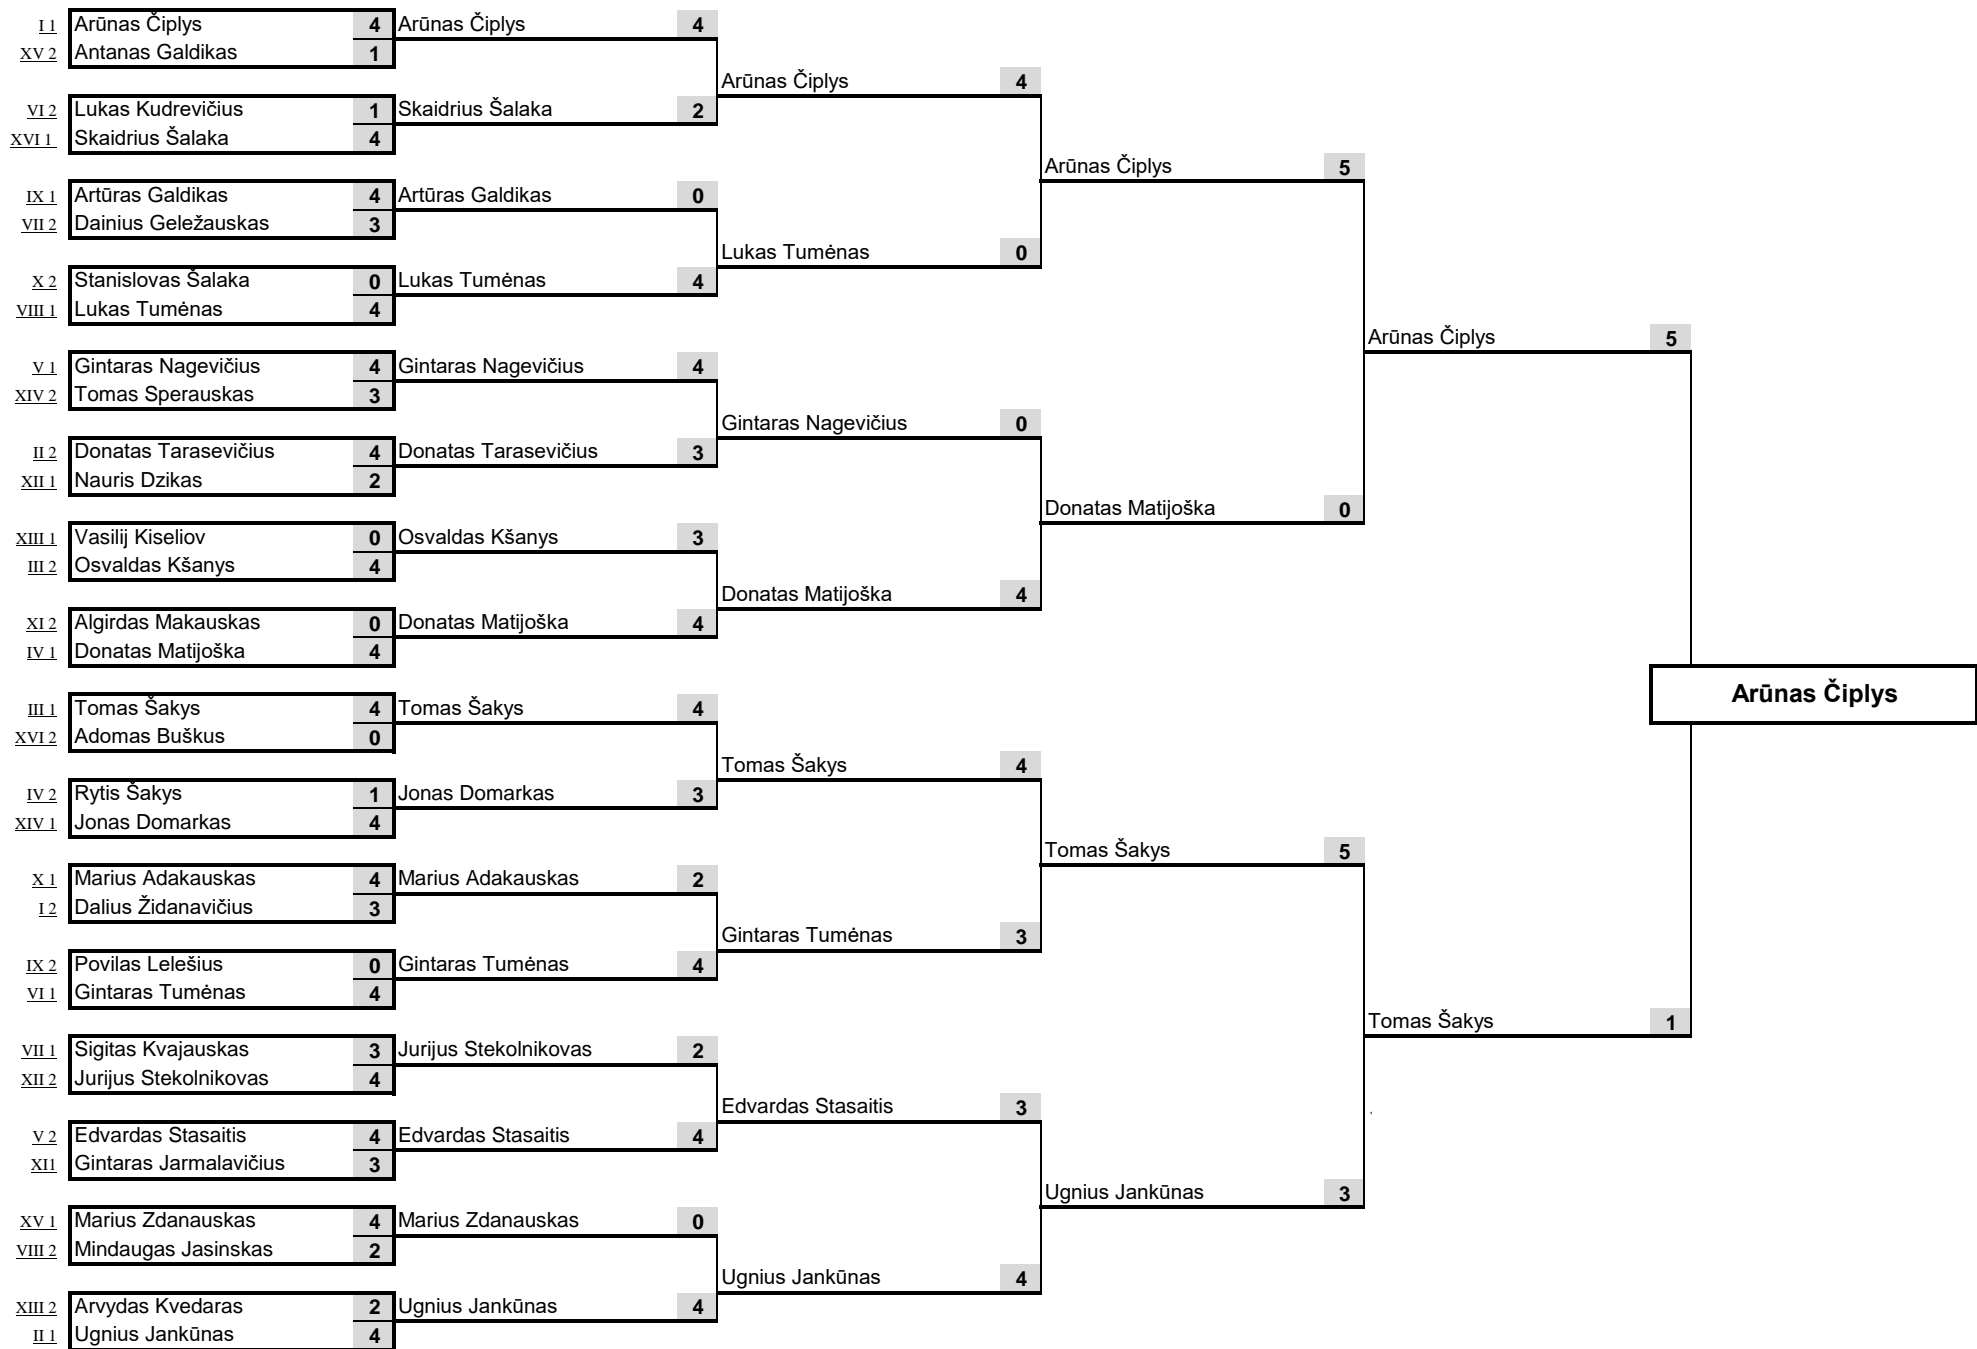 I 1 Arūnas Čiplys 4 Arūnas Čiplys 4
XV 2 Antanas Galdikas 1
Arūnas Čiplys 4
VI 2 Lukas Kudrevičius 1 Skaidrius Šalaka 2
XVI 1 Skaidrius Šalaka 4
Arūnas Čiplys 5
IX 1 Artūras Galdikas 4 Artūras Galdikas 0
VII 2 Dainius Geležauskas 3
Lukas Tumėnas 0
X 2 Stanislovas Šalaka 0 Lukas Tumėnas 4
VIII 1 Lukas Tumėnas 4
Arūnas Čiplys 5
V 1 Gintaras Nagevičius 4 Gintaras Nagevičius 4
XIV 2 Tomas Sperauskas 3
Gintaras Nagevičius 0
II 2 Donatas Tarasevičius 4 Donatas Tarasevičius 3
XII 1 Nauris Dzikas 2
Donatas Matijoška 0
XIII 1 Vasilij Kiseliov 0 Osvaldas Kšanys 3
III 2 Osvaldas Kšanys 4
Donatas Matijoška 4
XI 2 Algirdas Makauskas 0 Donatas Matijoška 4
IV 1 Donatas Matijoška 4
Arūnas Čiplys
III 1 Tomas Šakys 4 Tomas Šakys 4
XVI 2 Adomas Buškus 0
Tomas Šakys 4
IV 2 Rytis Šakys 1 Jonas Domarkas 3
XIV 1 Jonas Domarkas 4
Tomas Šakys 5
X 1 Marius Adakauskas 4 Marius Adakauskas 2
I 2 Dalius Židanavičius 3
Gintaras Tumėnas 3
IX 2 Povilas Lelešius 0 Gintaras Tumėnas 4
VI 1 Gintaras Tumėnas 4
Tomas Šakys 1
VII 1 Sigitas Kvajauskas 3 Jurijus Stekolnikovas 2
XII 2 Jurijus Stekolnikovas 4
Edvardas Stasaitis 3
V 2 Edvardas Stasaitis 4 Edvardas Stasaitis 4
XI1 Gintaras Jarmalavičius 3
Ugnius Jankūnas 3
XV 1 Marius Zdanauskas 4 Marius Zdanauskas 0
VIII 2 Mindaugas Jasinskas 2
Ugnius Jankūnas 4
XIII 2 Arvydas Kvedaras 2 Ugnius Jankūnas 4
II 1 Ugnius Jankūnas 4